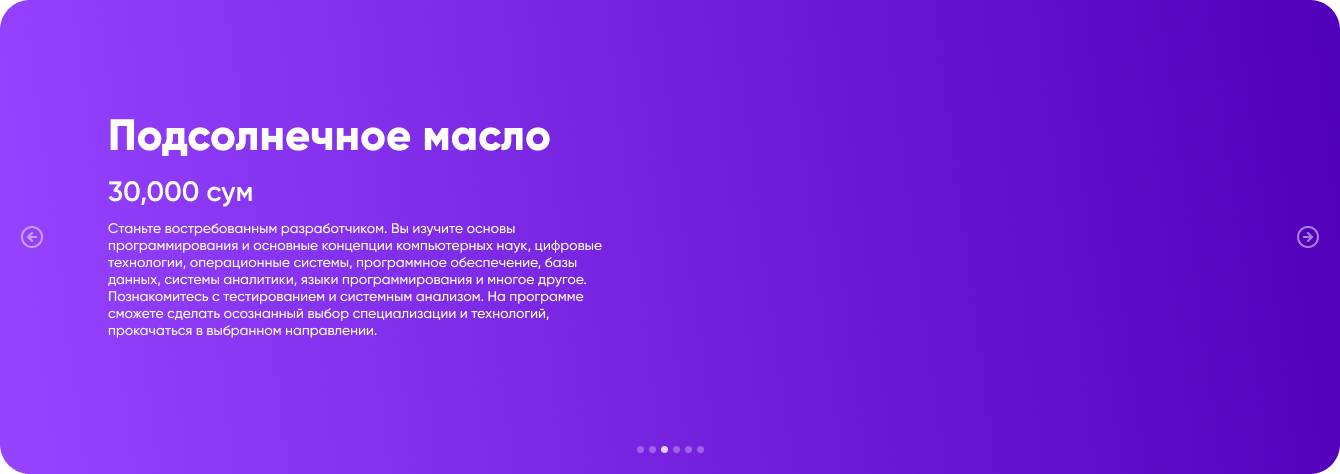 Подсолнечное масло
30,000 сум
Станьте востребованным разработчиком. Вы изучите основы
программирования и основные концепции компьютерных наук, цифровые
технологии, операционные системы, программное обеспечение, базы
данных, системы аналитики, языки программирования и многое другое.
Познакомитесь с тестированием и системным анализом. На программе
сможете сделать осознанный выбор специализации и технологий,
прокачаться в выбранном направлении.